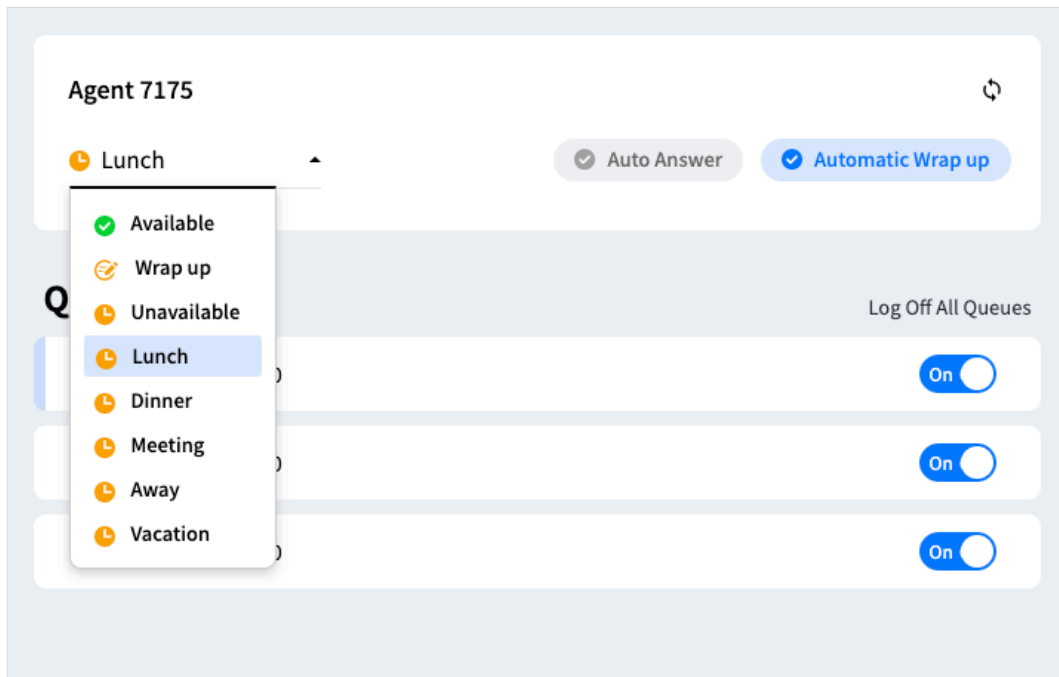 Agent 7175
Lunch
Auto Answer
Automatic Wrap up
Available
Wrap up
Unavailable
Lunch
Dinner
Meeting
Away
Vacation
Q
Log Off All Queues
On
On
On